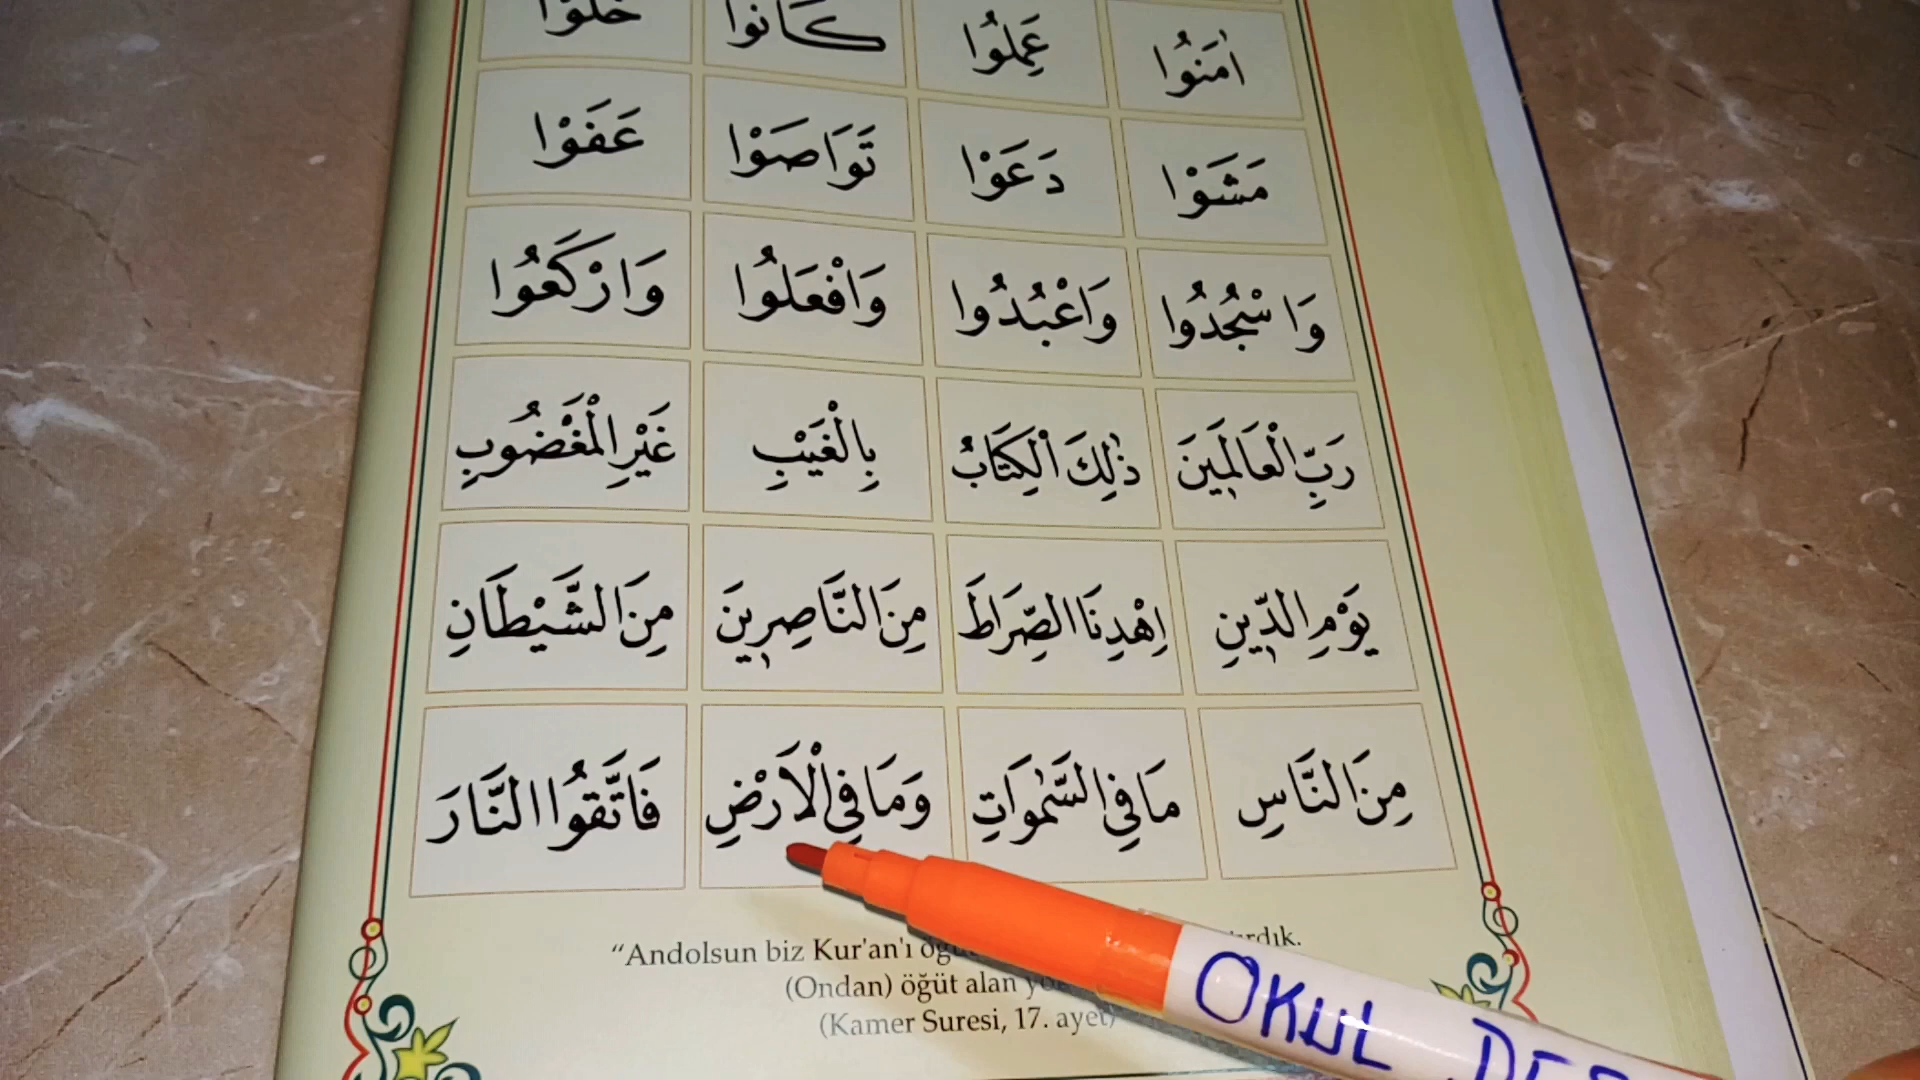 اٰمَنُوا عَمِلُوا كَانُوا
مَشَوْا دَعَوْا تَوَاصَوْا عَفَوْا
وَاسْجُدُوا وَاعْبُدُوا وَافْعَلُوا وَارْكَعُوا
رَبِّ الْعَالَمٖينَ ذٰلِكَ الْكِتَابُ بِالْغَيْبِ غَيْرِ الْمَغْضُوبِ
يَوْمِ الدّٖينِ اِهْدِنَا الصِّرَاطَ مِنَ النَّاصِرٖينَ مِنَ الشَّيْطَانِ
مِنَ النَّاسِ مَا فِي السَّمٰوَاتِ وَمَا فِي الْاَرْضِ فَاتَّقُوا النَّارَ
“Andolsun biz Kur'an'ı
(Ondan) öğüt alan
(Kamer Suresi, 17. ayet)
OKUL